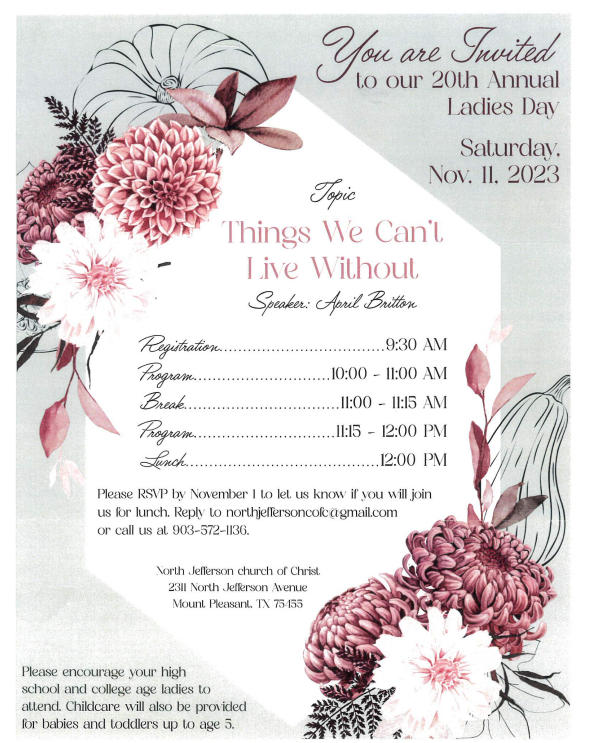 You are Invited
to our 20th Annual
Ladies Day
Saturday,
Nov. 11, 2023
Topic
Things We Can't
Live Without
Speaker: April Britton
Registration.................................9:30 AM
Program...........................10:00 - 11:00 AM
Break..............................11:00 - 11:15 AM
Program............................11:15 - 12:00 PM
Lunch.....................................12:00 PM
Please RSVP by November 1 to let us know if you will join
us for lunch. Reply to northjeffersoncofc@gmail.com
or call us at 903-572-1136.
North Jefferson church of Christ
2311 North Jefferson Avenue
Mount Pleasant, TX 75455
Please encourage your high
school and college age ladies to
attend. Childcare will also be provided
for babies and toddlers up to age 5.